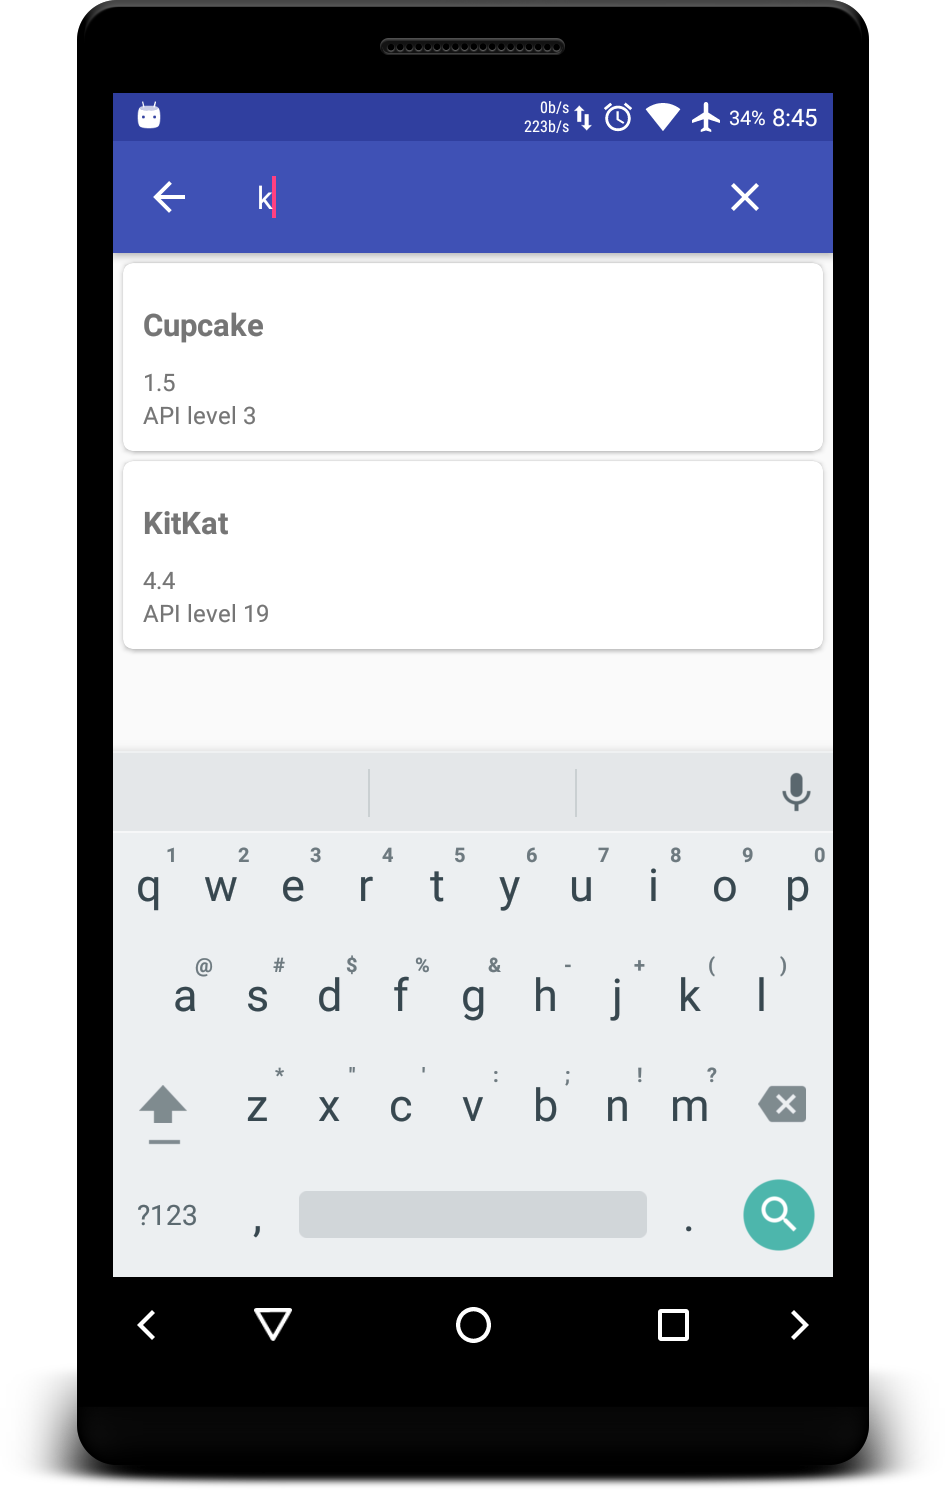 0b/s
223b/s
34% 8:45
k
Cupcake
1.5
API level 3
KitKat
4.4
API level 19
1 2 3 4 5 6 7 8 9 0
q w e r t y u i o p
@ # $ % & - + ( )
a s d f g h j k l
* " ' : ; ! ?
z x c v b n m
?123 , .